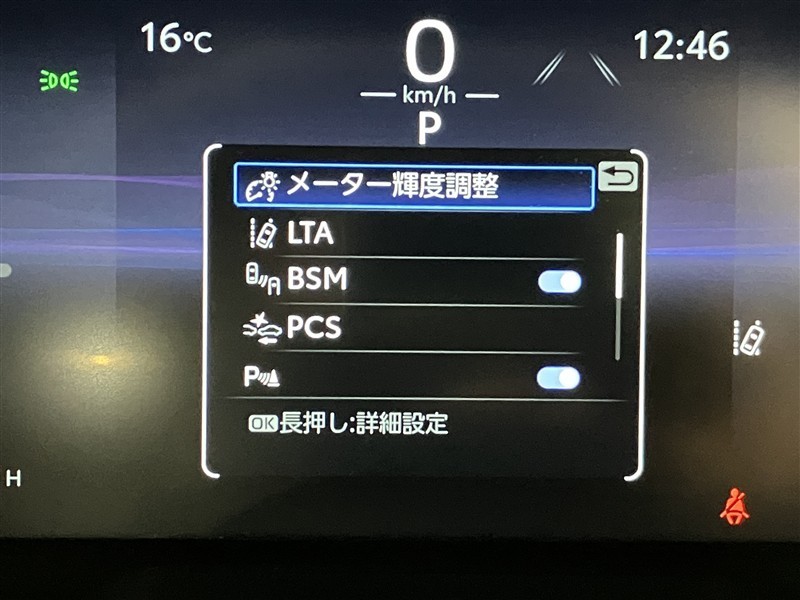 16℃
0
12:46
km/h
P
メーター輝度調整
LTA
BSM
PCS
P
OK長押し:詳細設定
H